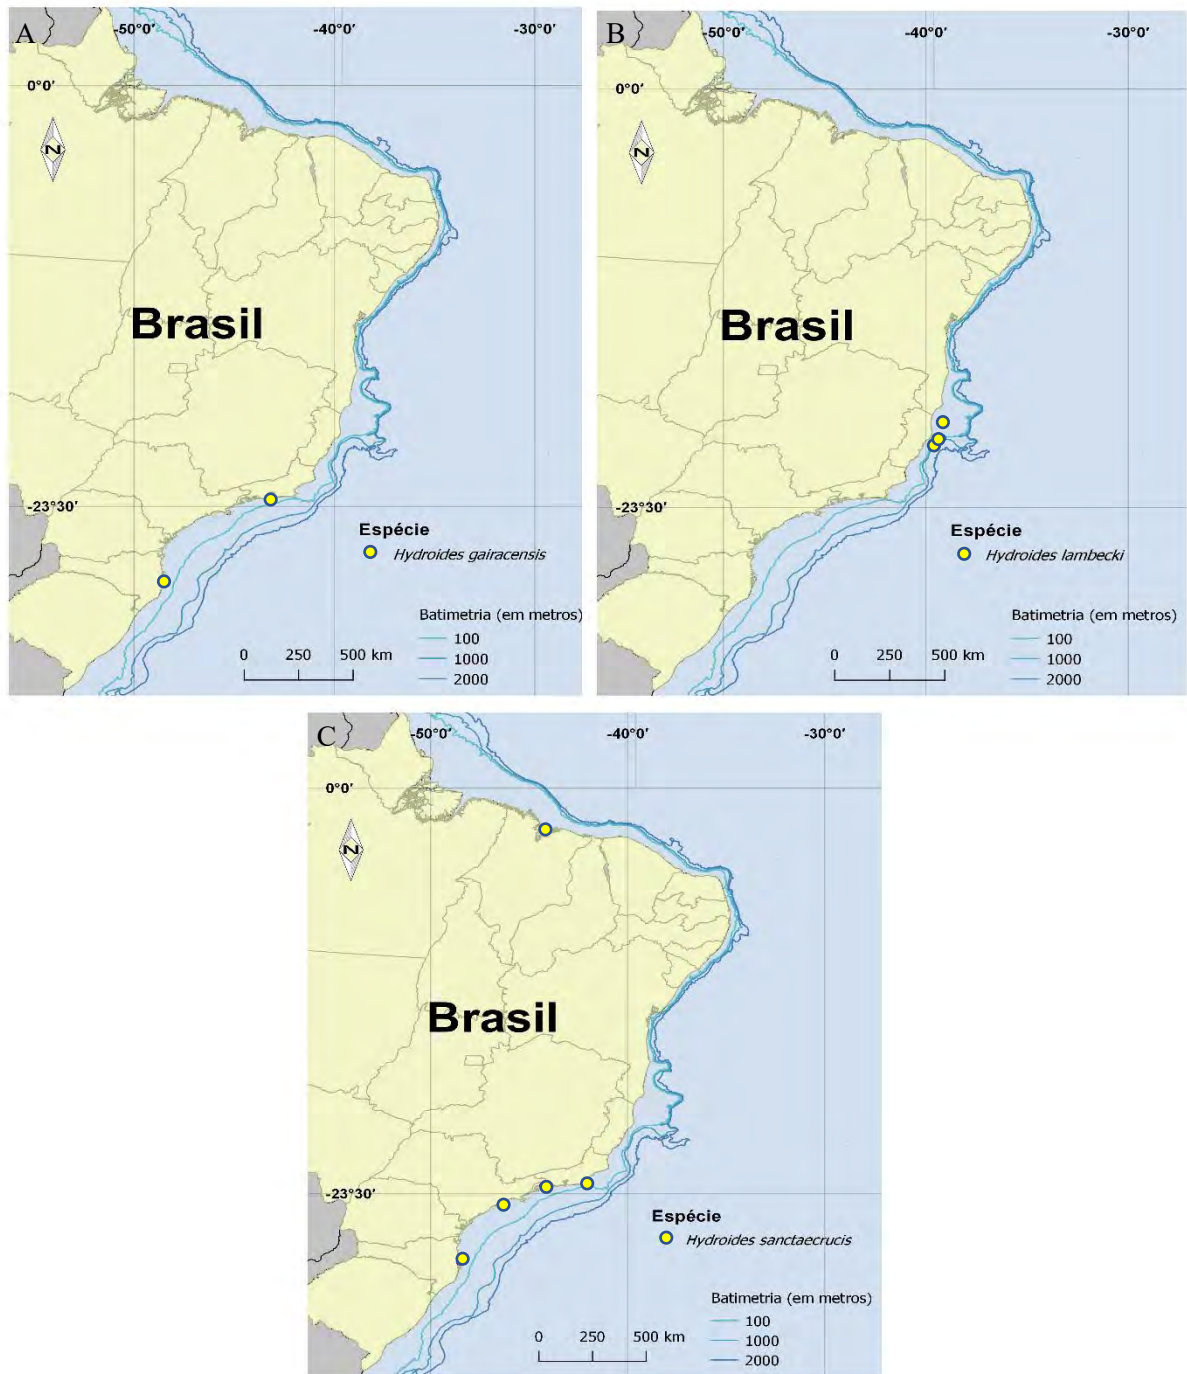 A
-50°0′
-40°0′
-30°0′
0°0′
N
Brasil
-23°30′
Espécie
Hydroides gairacensis
Batimetria (em metros)
100
1000
2000
0 250 500 km
B
-50°0′
-40°0′
-30°0′
0°0′
N
Brasil
-23°30′
Espécie
Hydroides lambecki
Batimetria (em metros)
100
1000
2000
0 250 500 km
C
-50°0′
-40°0′
-30°0′
0°0′
N
Brasil
-23°30′
Espécie
Hydroides sanctaecrucis
Batimetria (em metros)
100
1000
2000
0 250 500 km